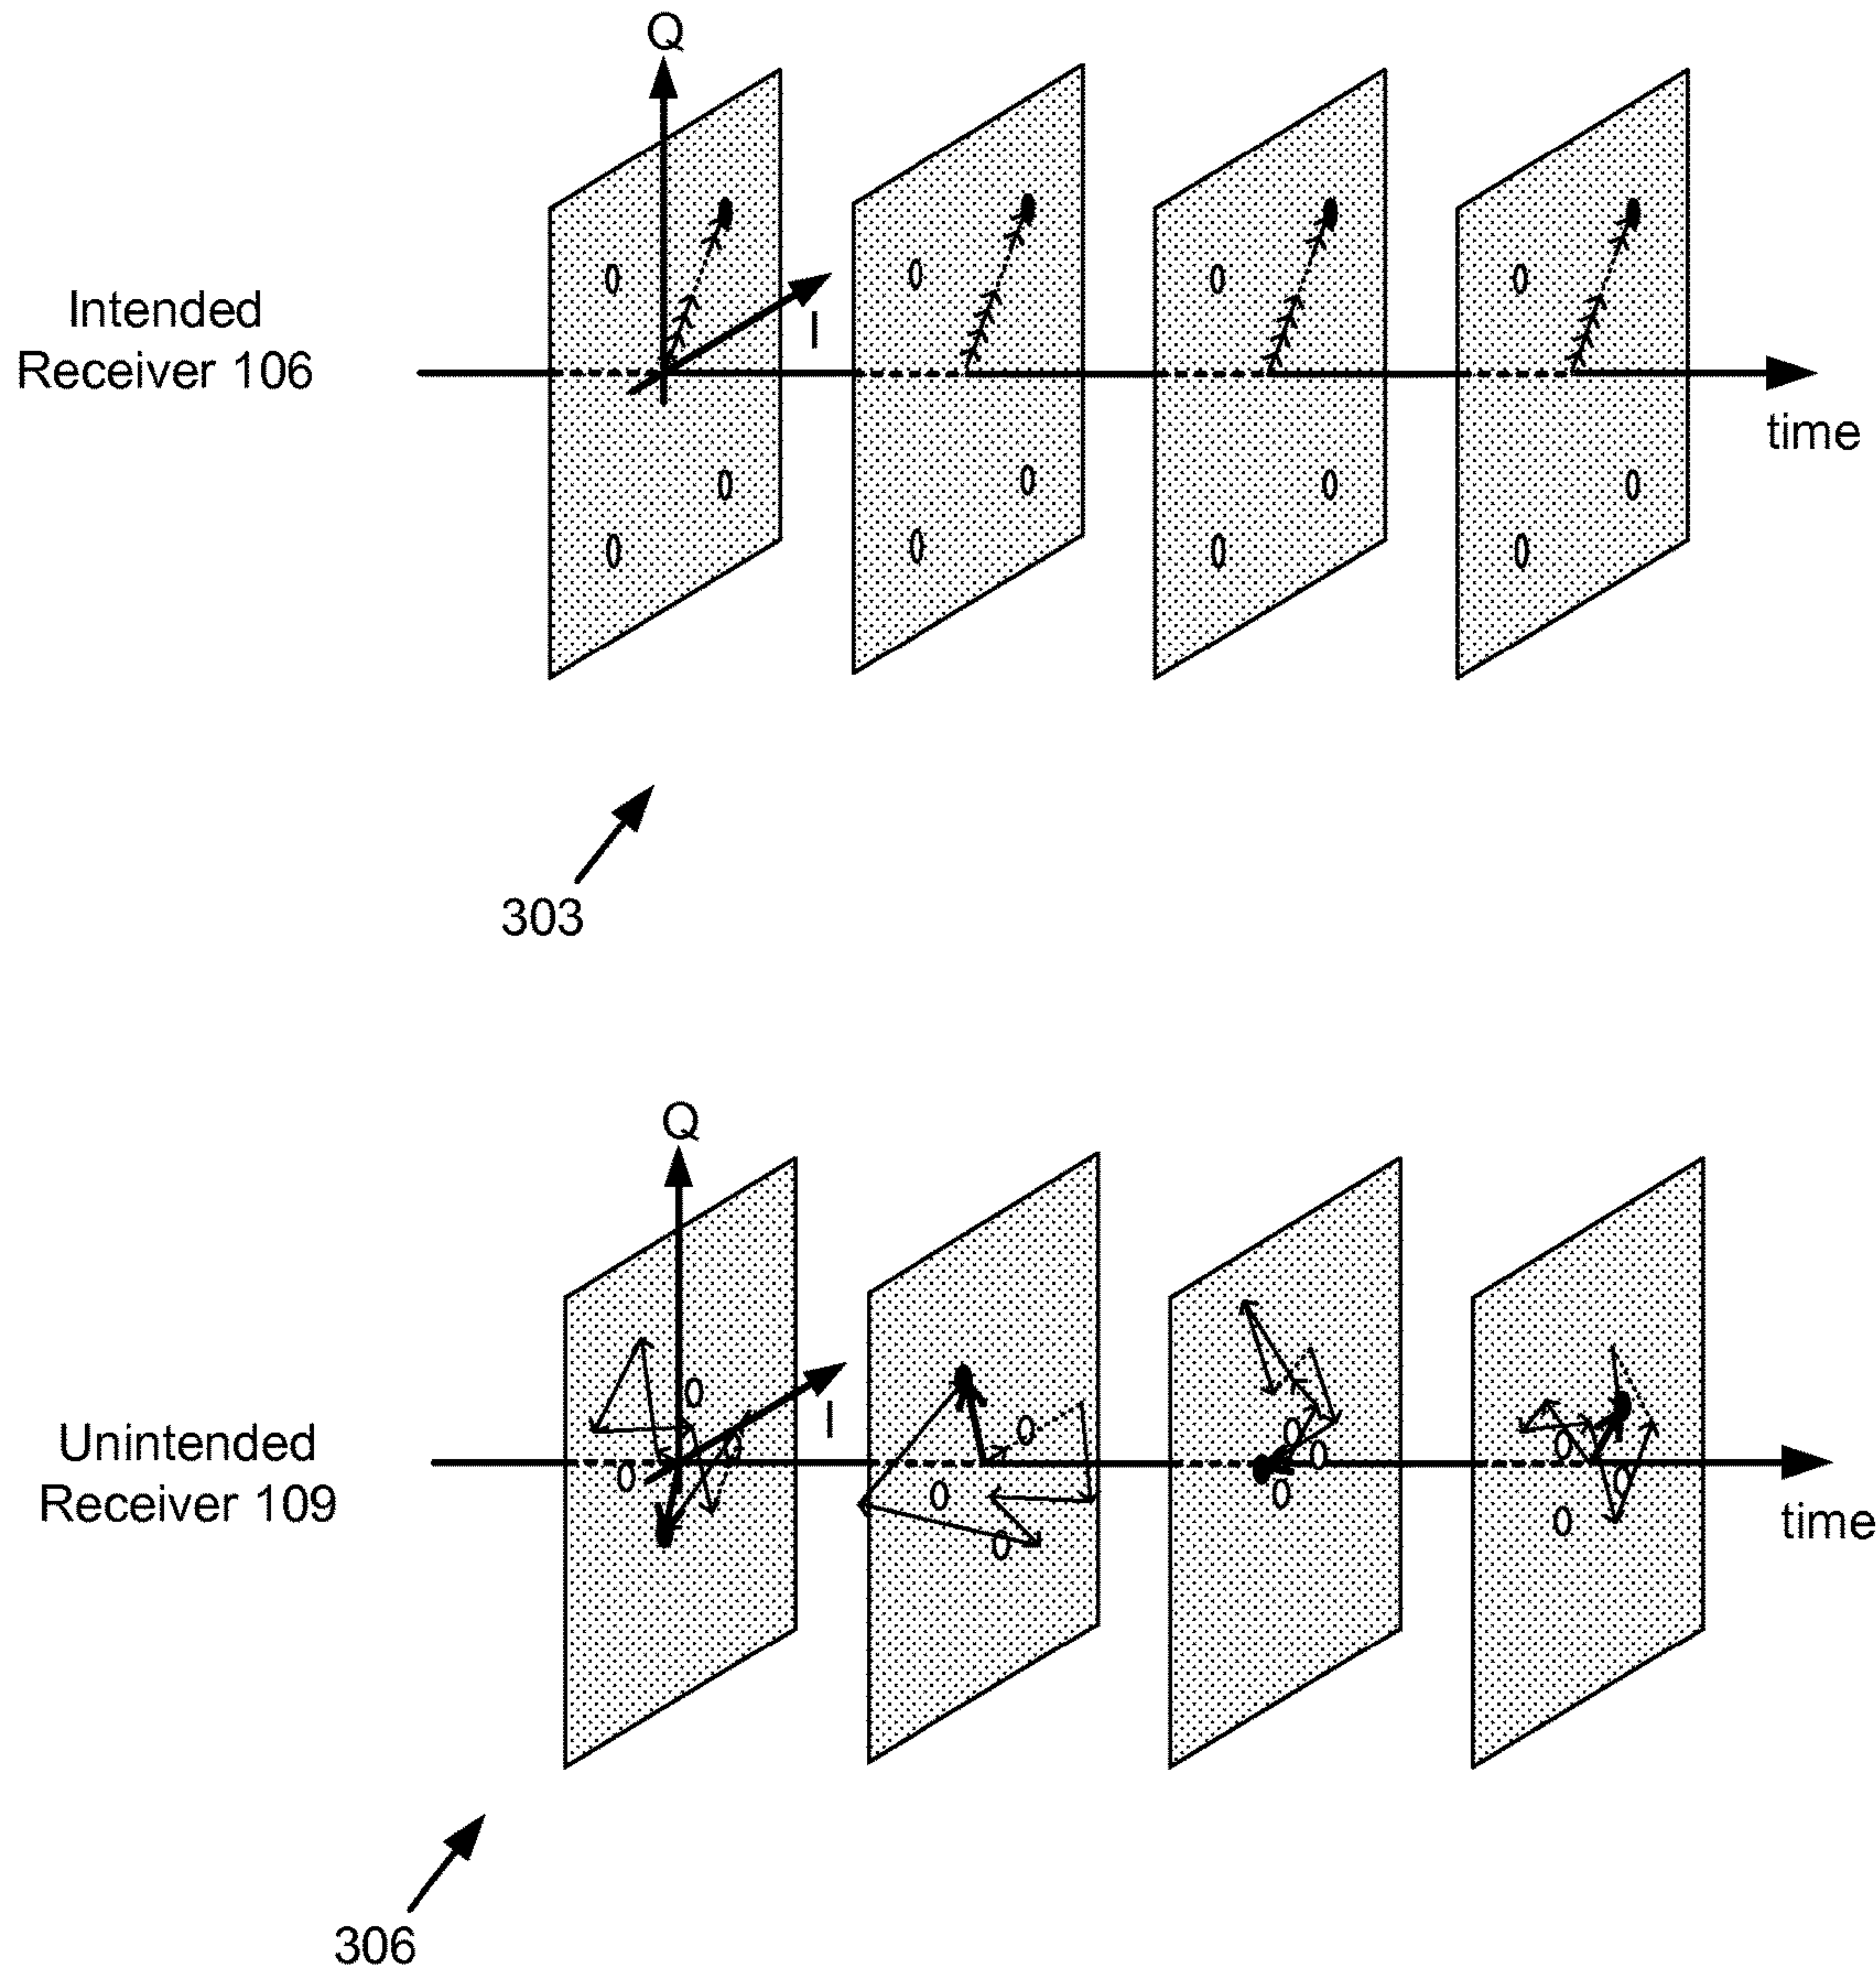 Q
I
Intended
Receiver 106
time
303
Q
I
Unintended
Receiver 109
time
306